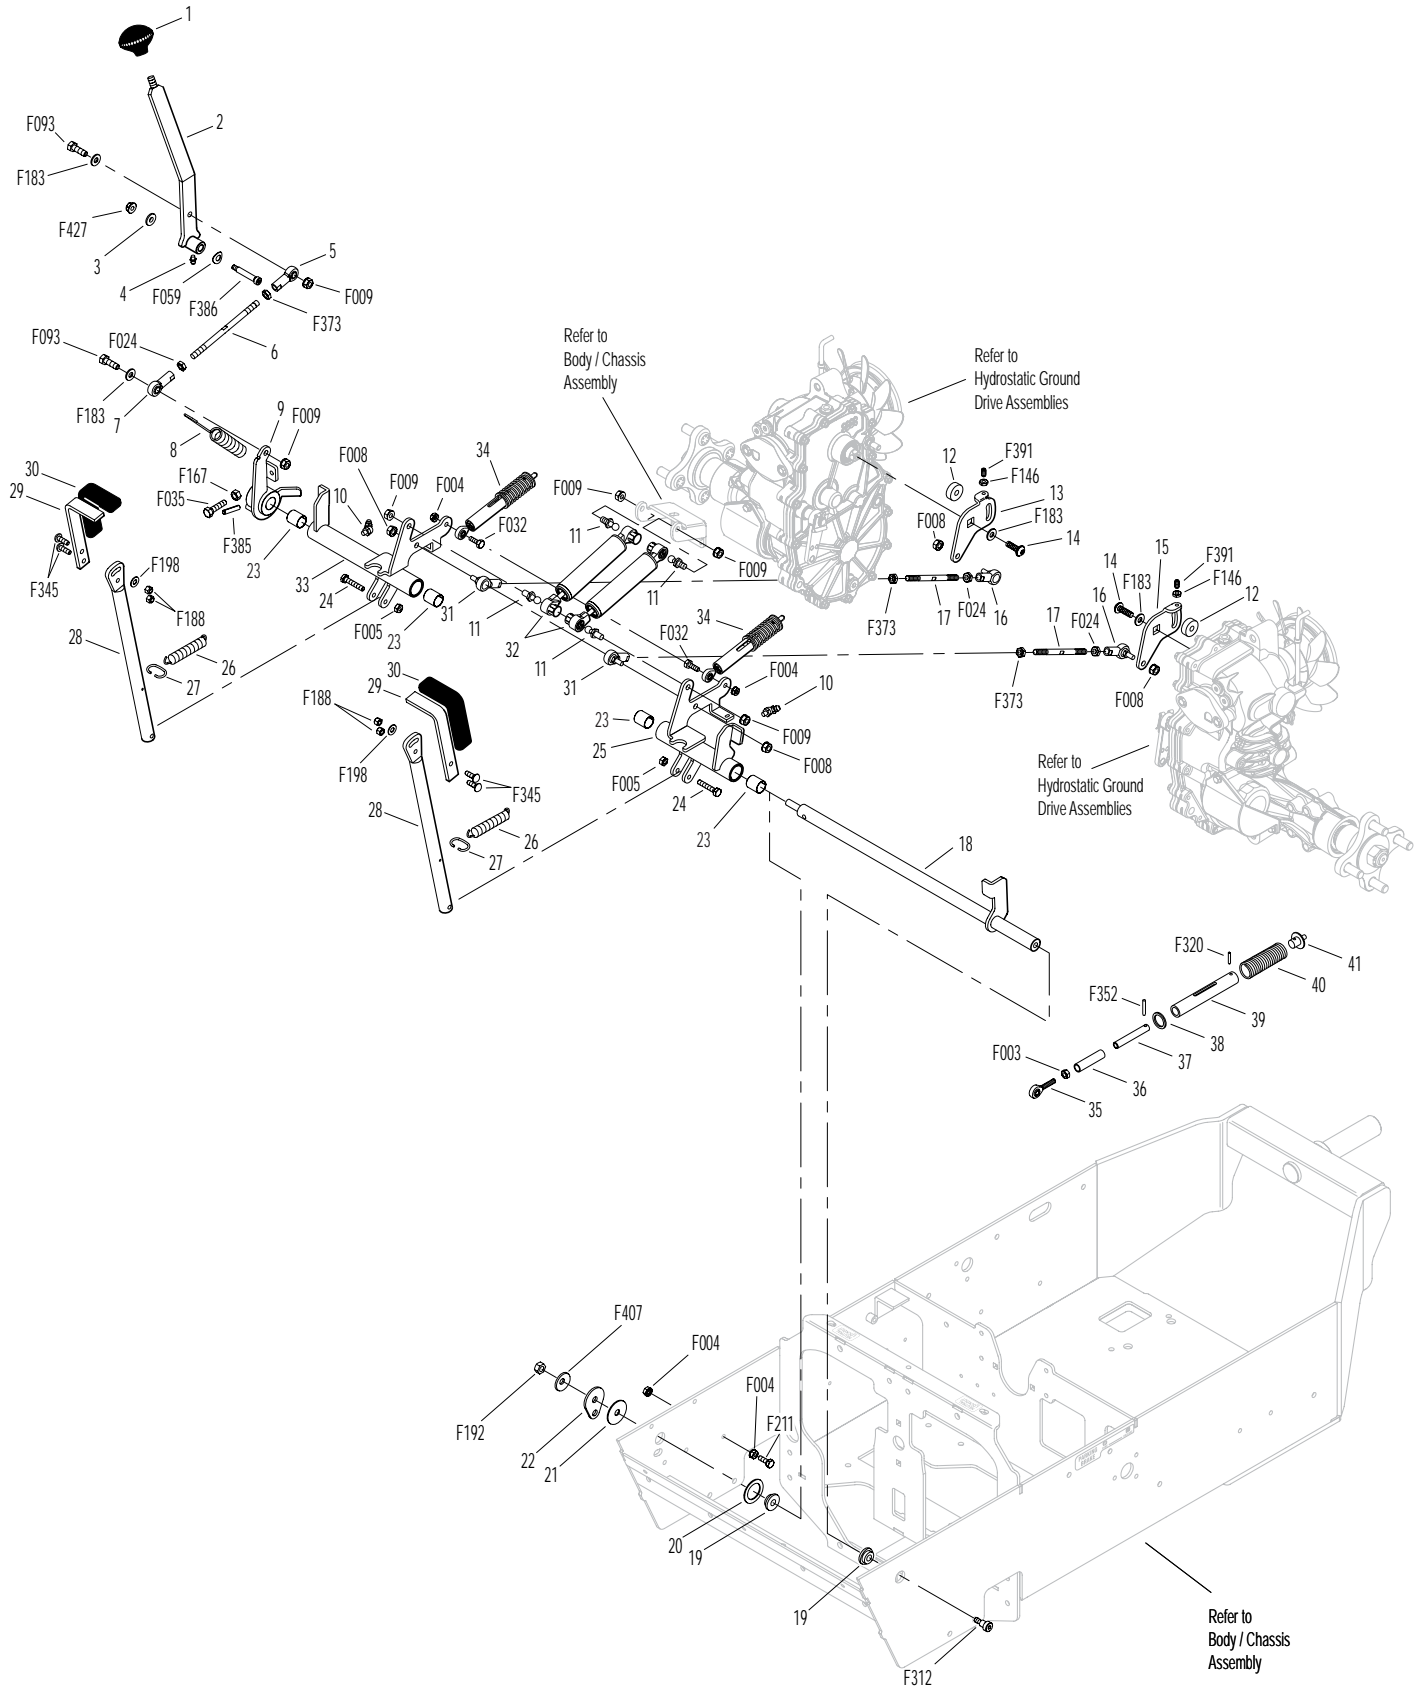 1
2
F093
F183
F427
3
4
F059
F386
5
F009
F373
6
F093
F024
F183
7
8
9
F009
Refer to
Body / Chassis
Assembly
Refer to
Hydrostatic Ground
Drive Assemblies
30
29
F167
F035
F385
23
F008
10
F009
F004
34
F032
F009
11
F009
12
F391
F146
13
F183
F008
14
F345
F198
F188
33
24
F005
23
31
11
32
11
11
31
F032
34
F004
F373
17
F024
16
14
F183
15
F391
F146
16
12
F024
17
F373
F008
28
26
27
30
29
F188
F198
10
F009
F008
23
25
F005
24
23
F345
28
26
27
Refer to
Hydrostatic Ground
Drive Assemblies
18
F320
41
40
F352
39
38
F003
37
36
35
F407
F004
F192
22
21
F004
F211
20
19
19
F312
Refer to
Body / Chassis
Assembly